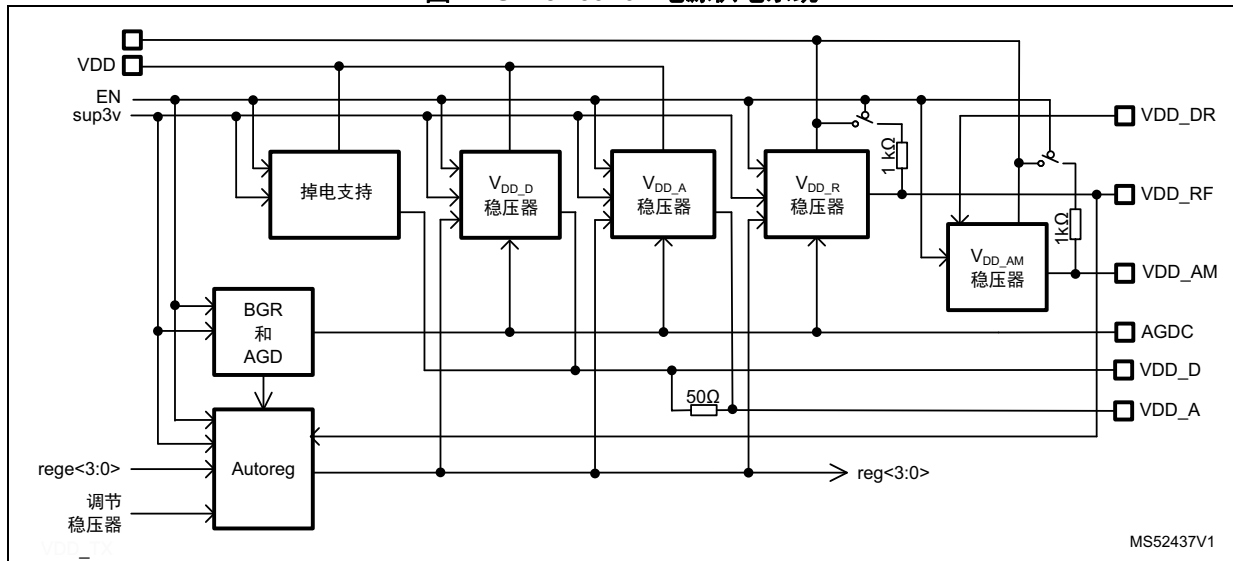 VDD
EN
sup3v
掉电支持
VDD_D
稳压器
VDD_A
稳压器
VDD_R
稳压器
1 kΩ
VDD_AM
稳压器
1kΩ
VDD_DR
VDD_RF
VDD_AM
AGDC
VDD_D
VDD_A
BGR
和
AGD
50Ω
Autoreg
rege<3:0>
reg<3:0>
调节
稳压器
VDD_TX
MS52437V1